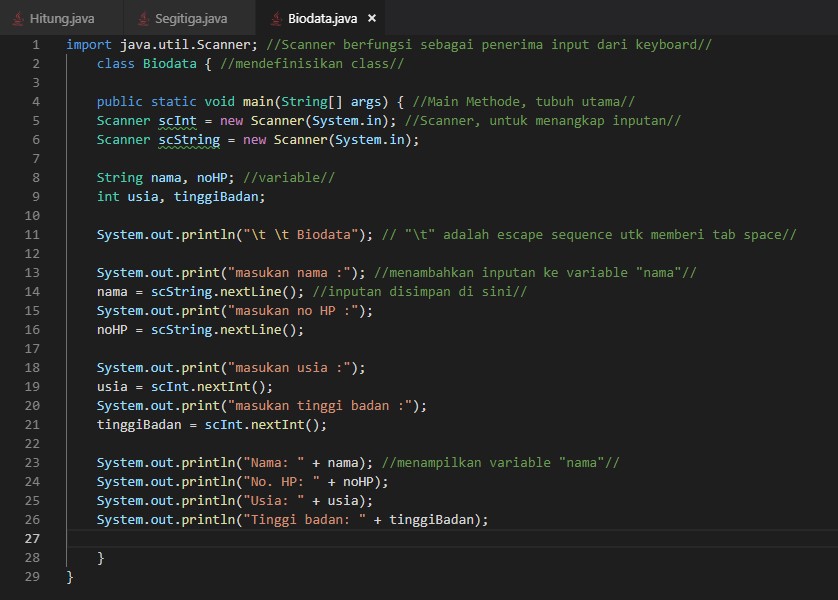 Hitung.java Segitiga.java Biodata.java ×
1 import java.util.Scanner; //Scanner berfungsi sebagai penerima input dari keyboard//
2 class Biodata { //mendefinisikan class//
3
4 public static void main(String[] args) { //Main Methode, tubuh utama//
5 Scanner scInt = new Scanner(System.in); //Scanner, untuk menangkap inputan//
6 Scanner scString = new Scanner(System.in);
7
8 String nama, noHP; //variable//
9 int usia, tinggiBadan;
10
11 System.out.println("\t \t Biodata"); // "\t" adalah escape sequence utk memberi tab space//
12
13 System.out.print("masukan nama :"); //menambahkan inputan ke variable "nama"//
14 nama = scString.nextLine(); //inputan disimpan di sini//
15 System.out.print("masukan no HP :");
16 noHP = scString.nextLine();
17
18 System.out.print("masukan usia :");
19 usia = scInt.nextInt();
20 System.out.print("masukan tinggi badan :");
21 tinggiBadan = scInt.nextInt();
22
23 System.out.println("Nama: " + nama); //menampilkan variable "nama"//
24 System.out.println("No. HP: " + noHP);
25 System.out.println("Usia: " + usia);
26 System.out.println("Tinggi badan: " + tinggiBadan);
27
28 }
29 }